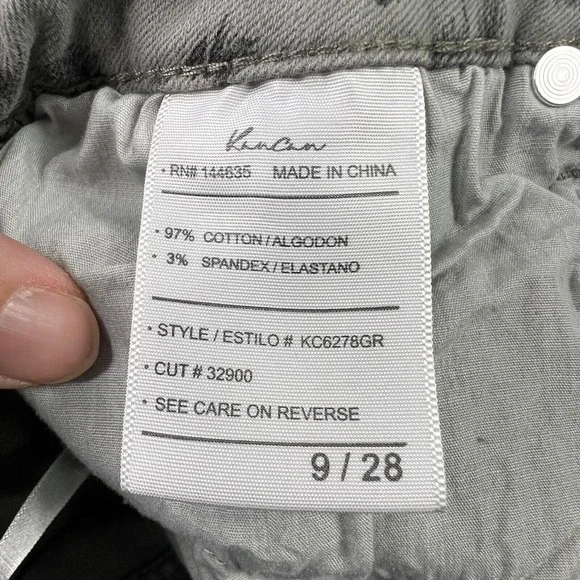 KanCan
• RN# 144635 MADE IN CHINA
• 97% COTTON / ALGODON
• 3% SPANDEX / ELASTANO
• STYLE / ESTILO # KC6278GR
• CUT # 32900
• SEE CARE ON REVERSE
9 / 28